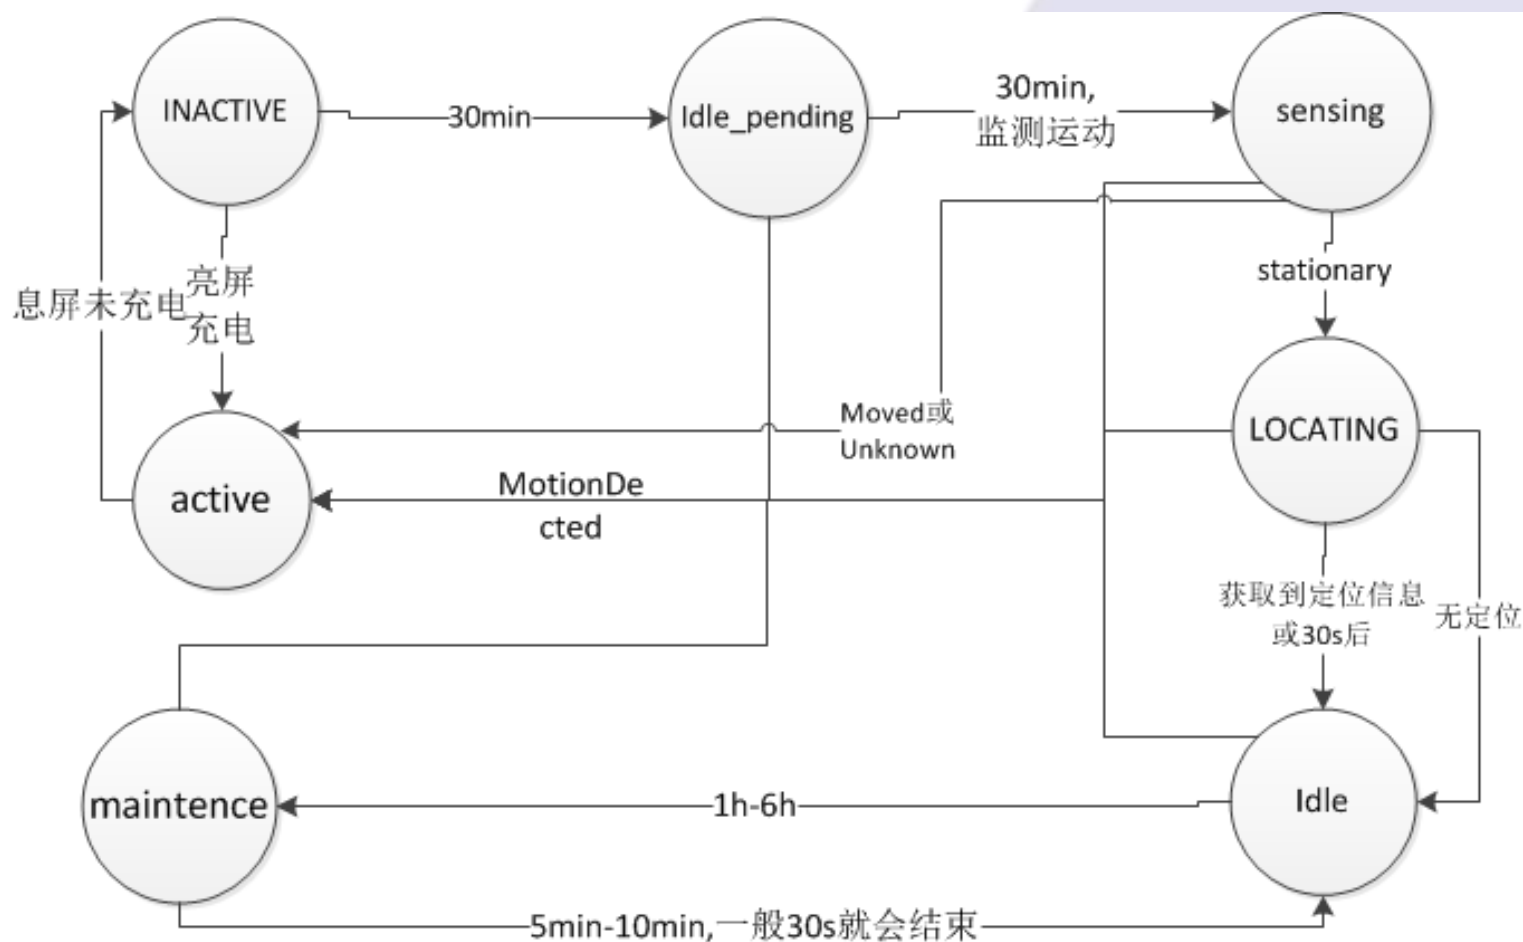 INACTIVE
30min
Idle_pending
30min,
监测运动
sensing
息屏未充电
亮屏
充电
stationary
Moved或
Unknown
LOCATING
active
MotionDe
cted
获取到定位信息
或30s后
无定位
maintence
1h-6h
Idle
5min-10min,一般30s就会结束